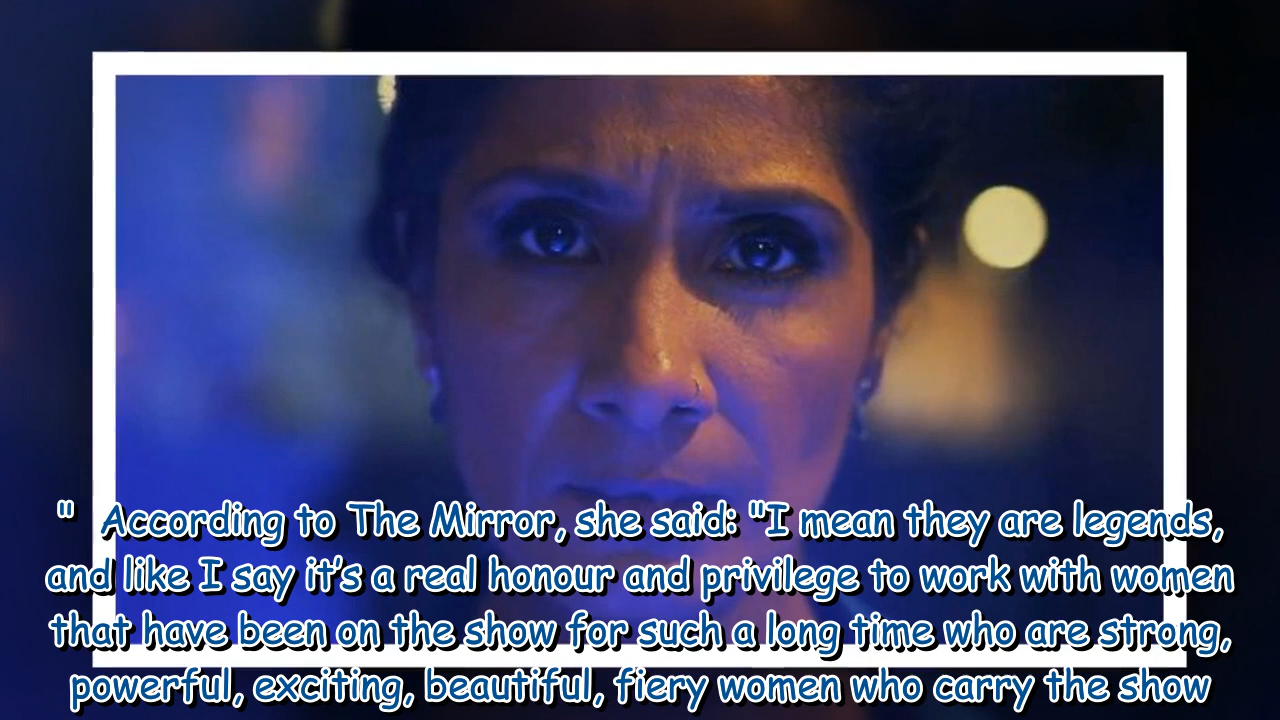 "  According to The Mirror, she said: "I mean they are legends,
and like I say it’s a real honour and privilege to work with women
that have been on the show for such a long time who are strong,
powerful, exciting, beautiful, fiery women who carry the show